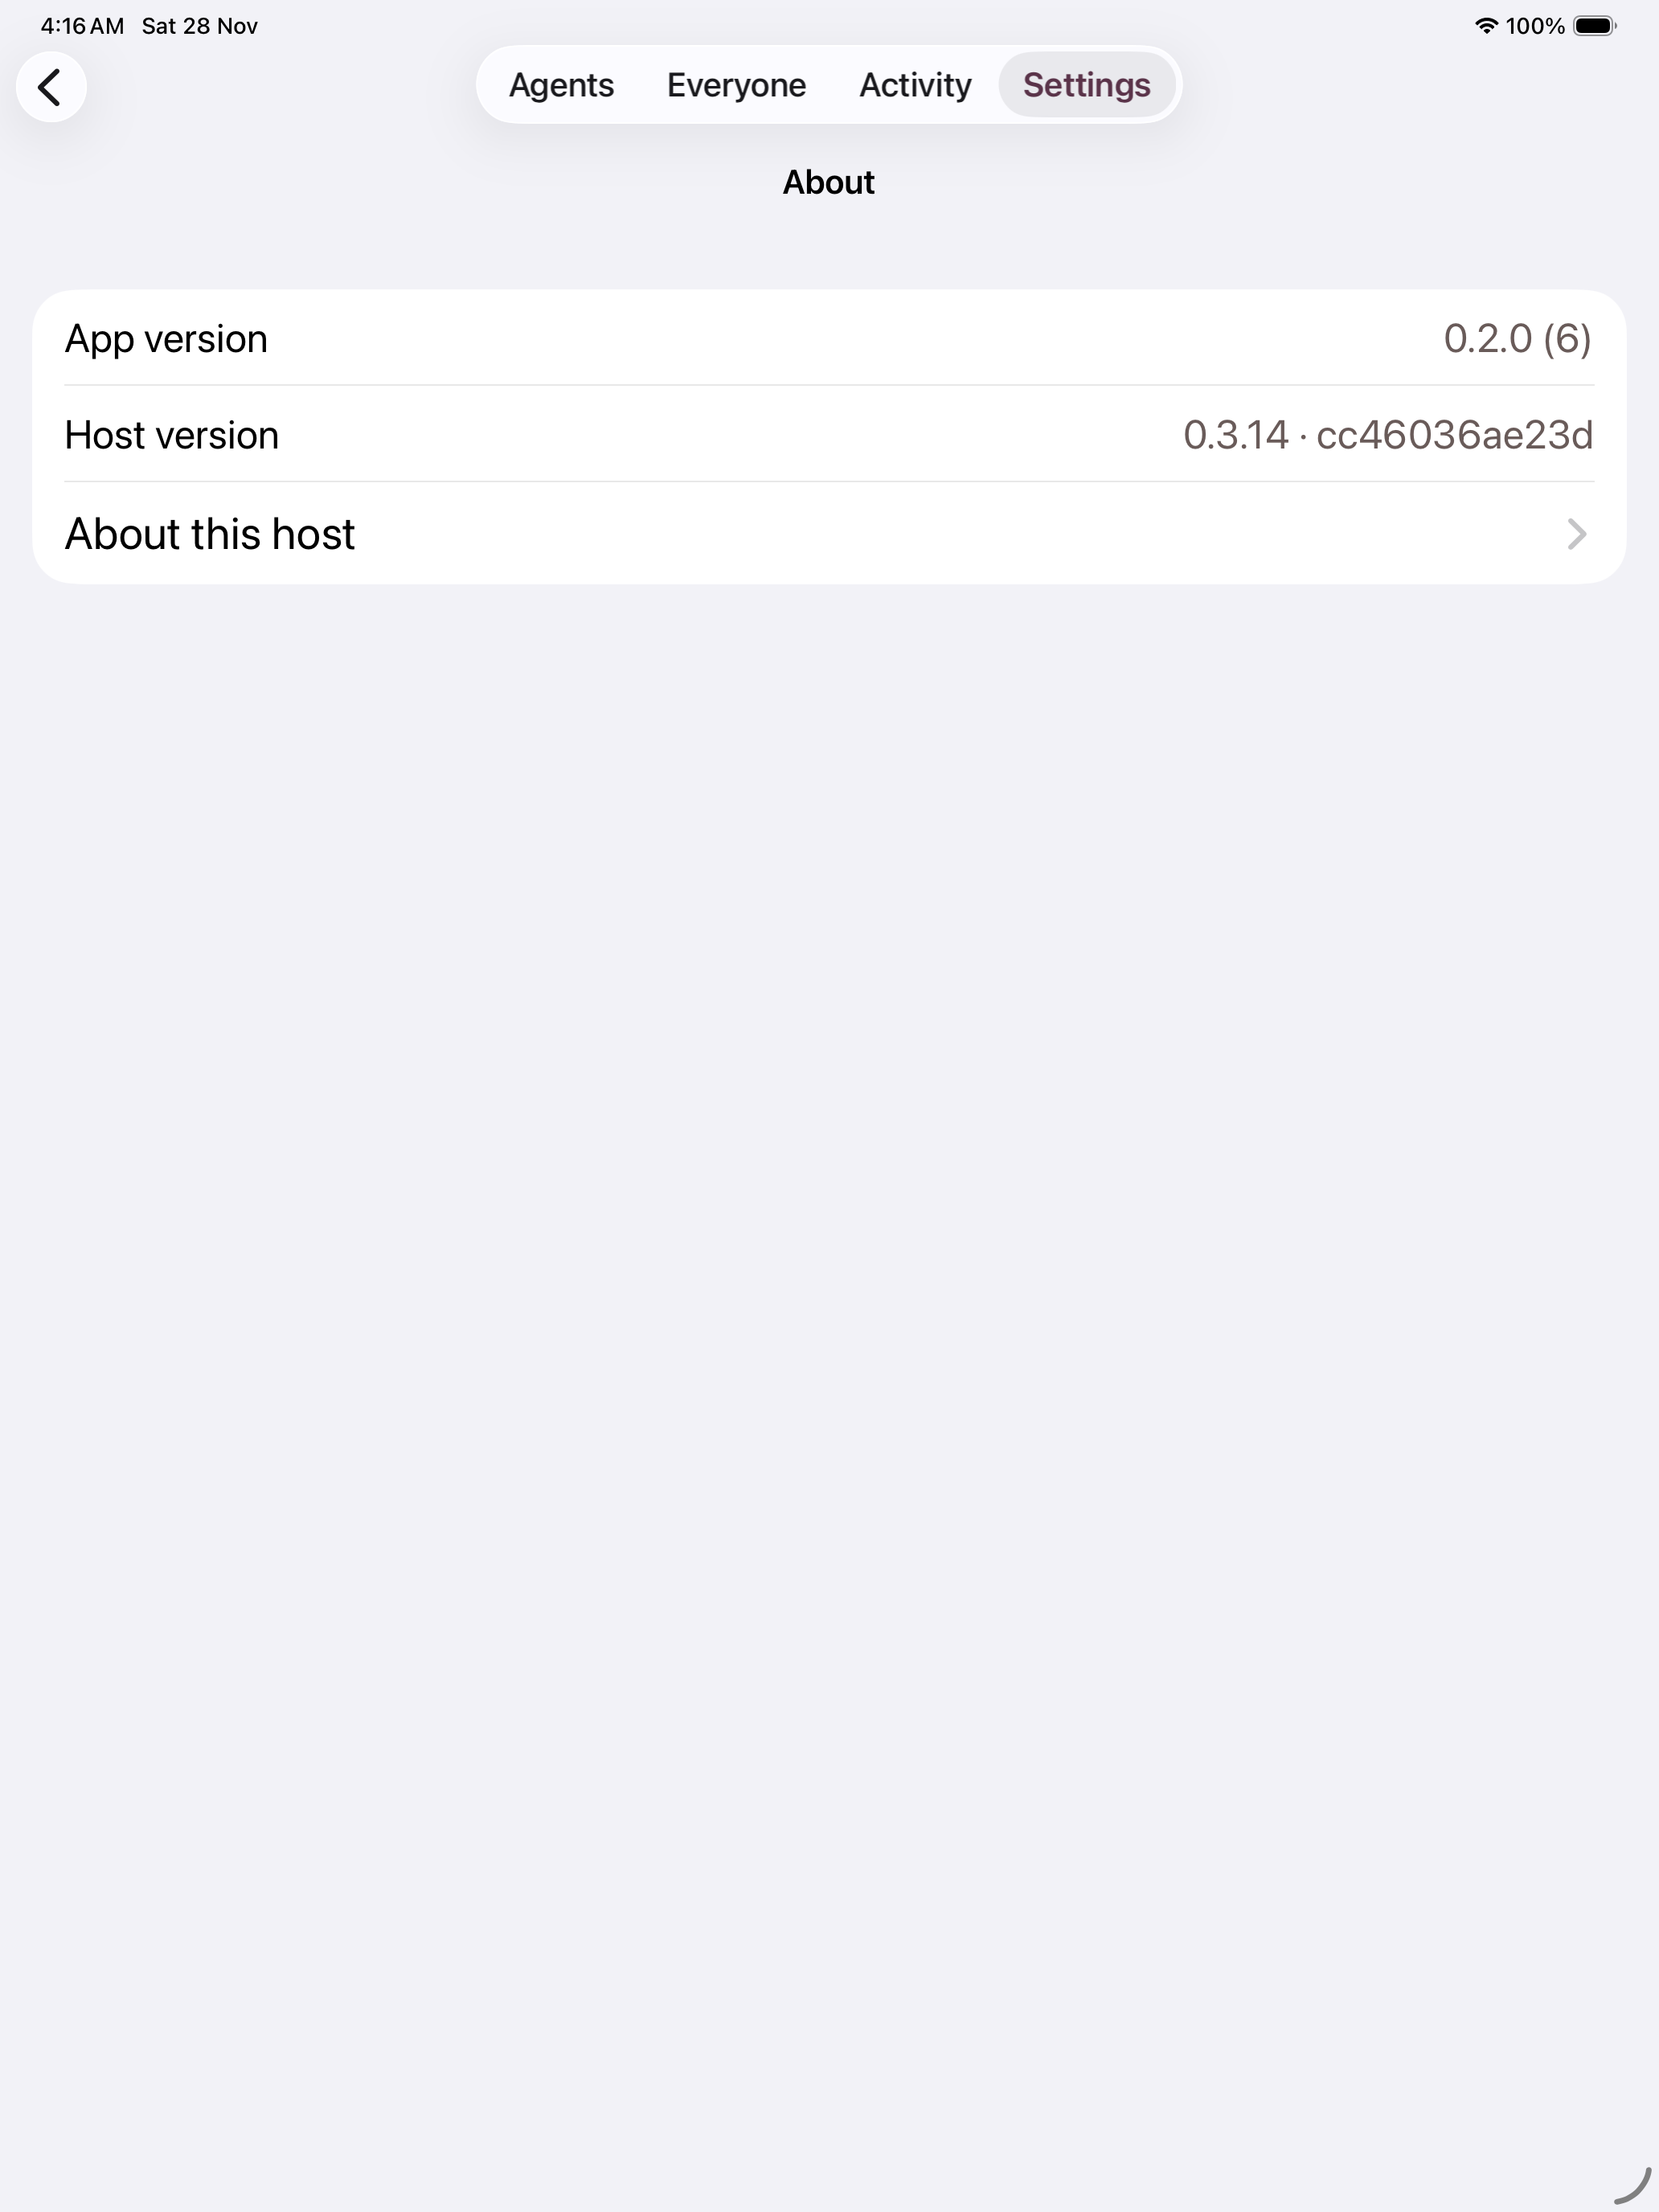 4:16 AM Sat 28 Nov 100%
Agents Everyone Activity Settings
About
App version 0.2.0 (6)
Host version 0.3.14 · cc46036ae23d
About this host